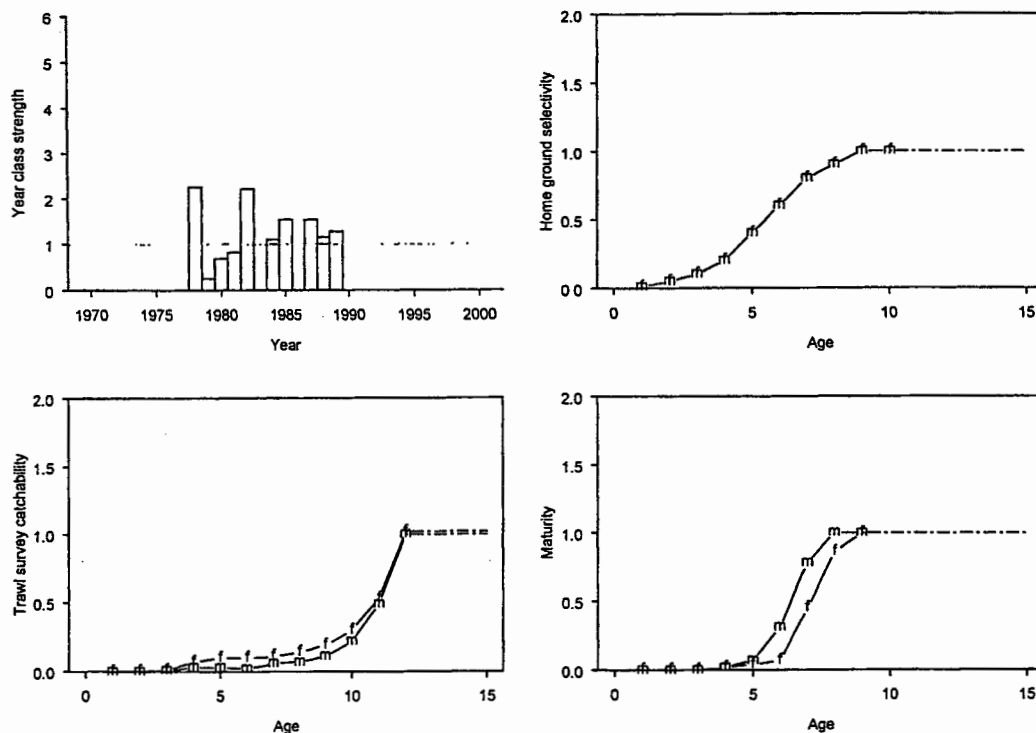 Year class strength
6
5
4
3
2
1
0
1970 1975 1980 1985 1990 1995 2000
Year
Home ground selectivity
2.0
1.5
1.0
0.5
0 0
0 5 10 15
Age
Trawl survey catchability
2.0
1.5
1.0
0.5
0.0
0 5 10 15
Age
f f f f f f f f
m m m m m m m m m
Maturity
2.0
1.5
1.0
0.5
0.0
0 5 10 15
Age
m m m m
f f f